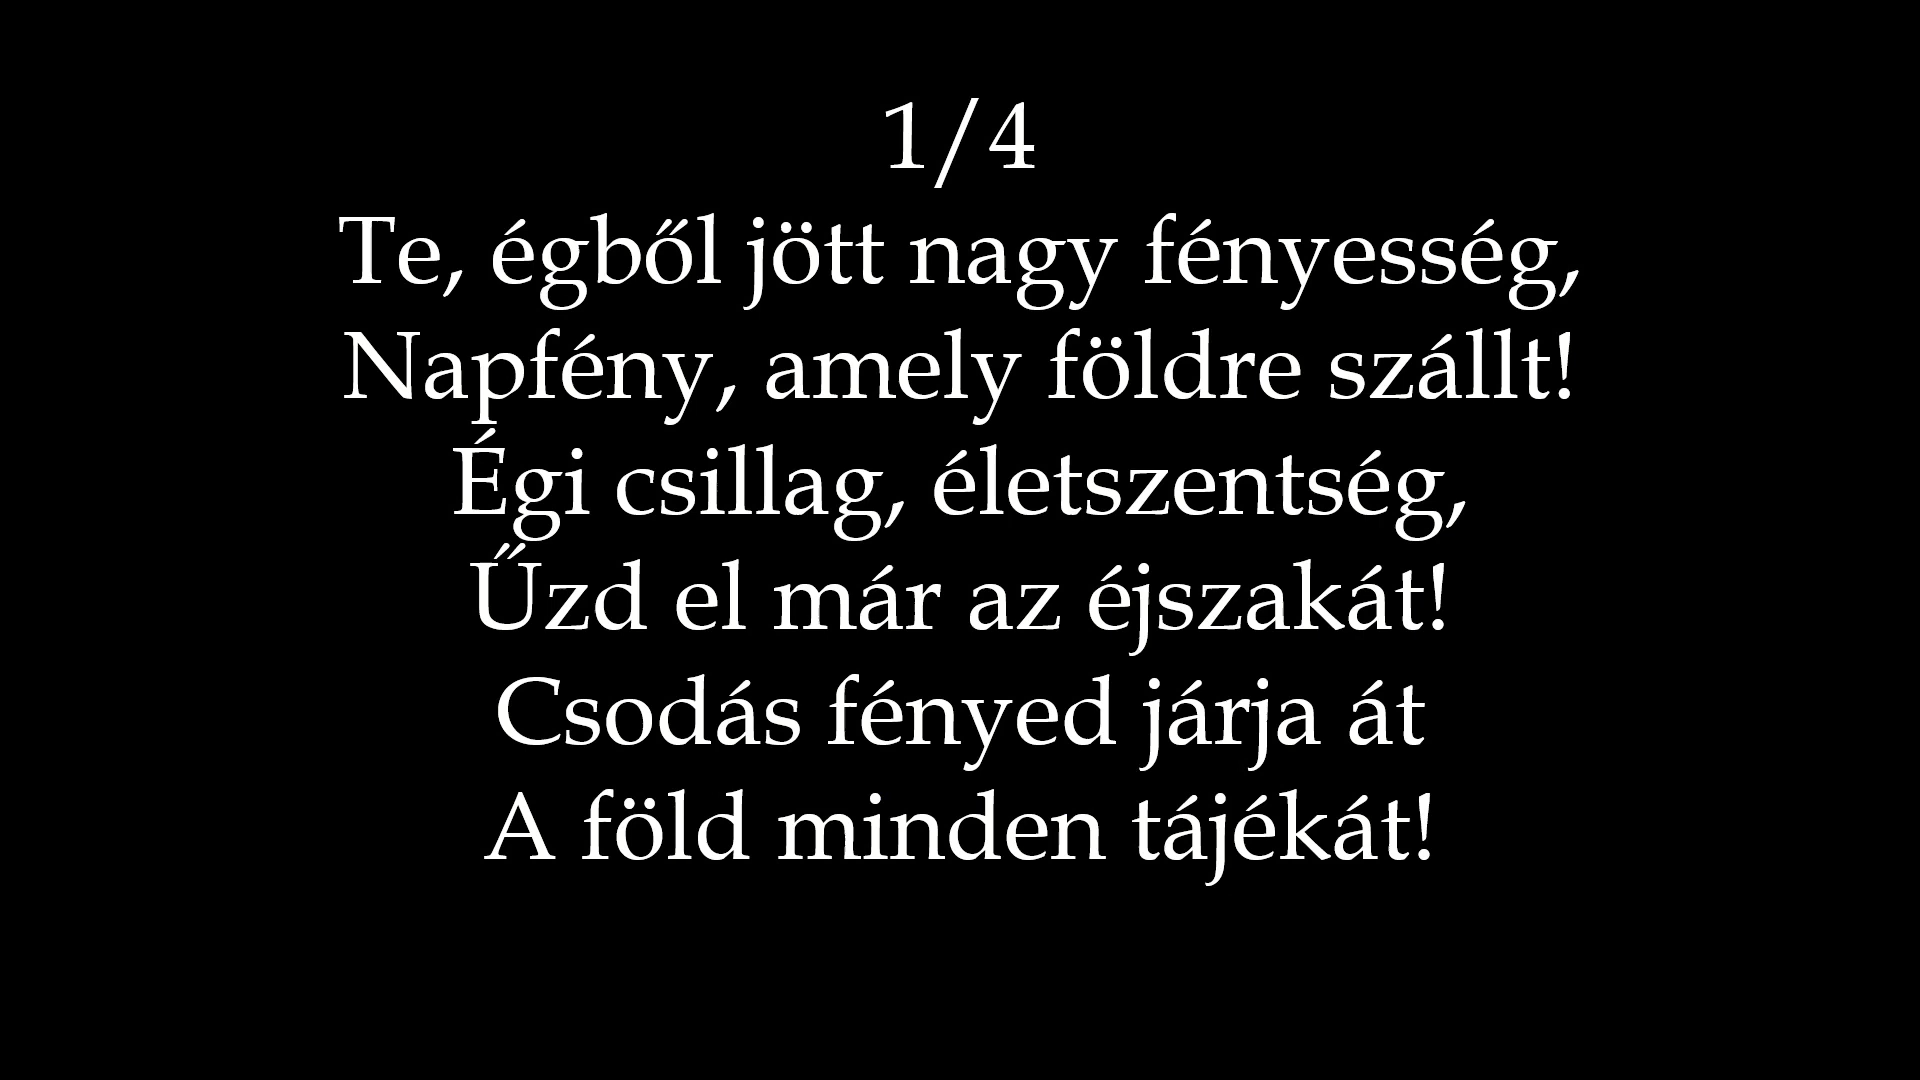 1/4
Te, égből jött nagy fényesség,
Napfény, amely földre szállt!
Égi csillag, életszentség,
Űzd el már az éjszakát!
Csodás fényed járja át
A föld minden tájékát!